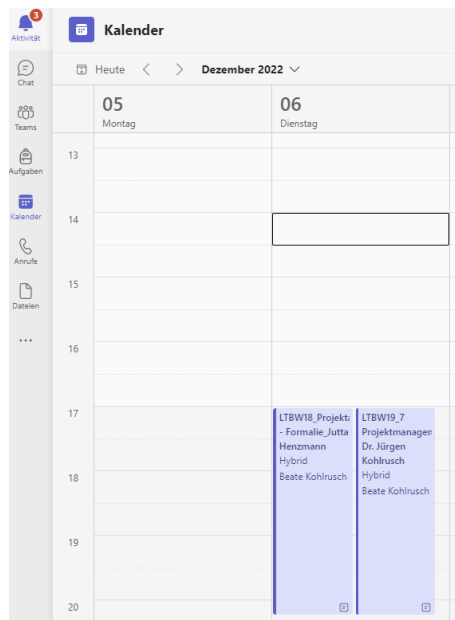 3
Aktivität
Chat
Teams
Aufgaben
Kalender
Anrufe
Dateien
Kalender
Heute
Dezember 2022
05
Montag
06
Dienstag
13
14
15
16
17
18
19
20
LTBW18_Projekta
- Formalie_Jutta
Henzmann
Hybrid
Beate Kohlrusch
LTBW19_7
Projektmanagen
Dr. Jürgen
Kohlrusch
Hybrid
Beate Kohlrusch